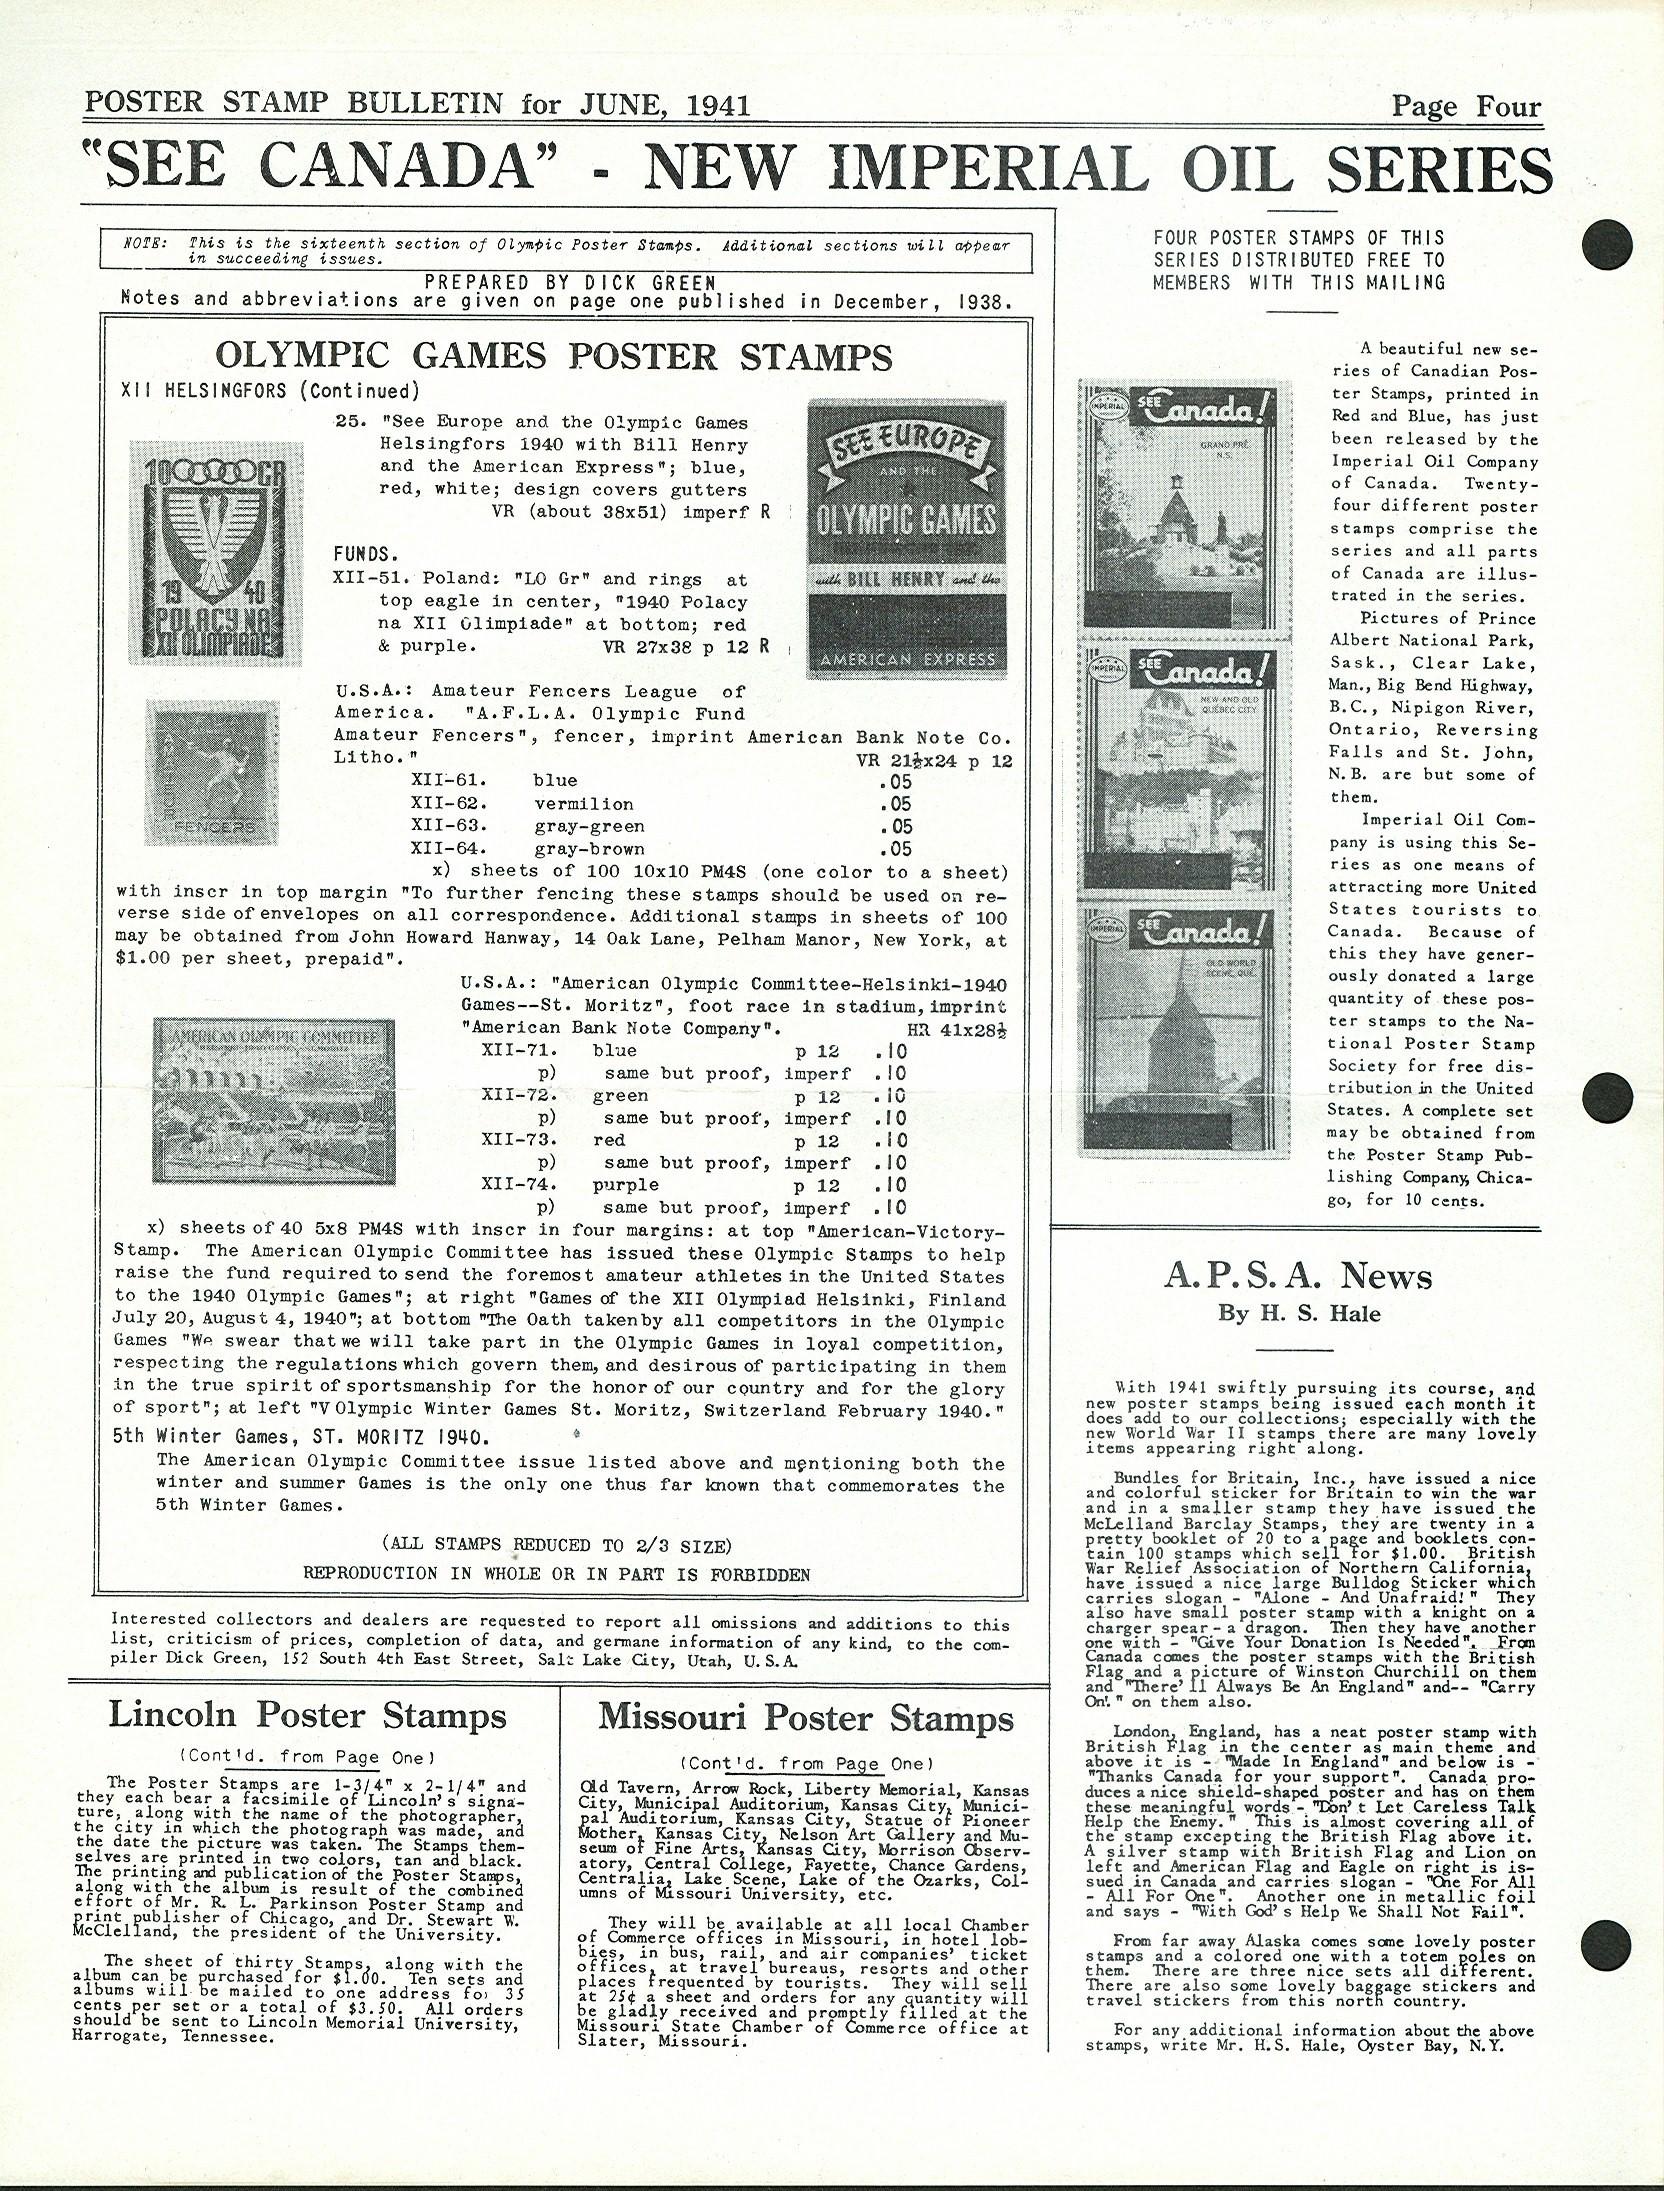 POSTER STAMP BULLETIN for JUNE, 1941
Page Four
"SEE CANADA" - NEW IMPERIAL OIL SERIES
NOTE: This is the sixteenth section of Olympic Poster Stamps. Additional sections will appear
in succeeding issues.
PREPARED BY DICK GREEN
Notes and abbreviations are given on page one published in December, 1938.
OLYMPIC GAMES POSTER STAMPS
XII HELSINGFORS (Continued)
25. "See Europe and the Olympic Games
Helsingfors 1940 with Bill Henry
and the American Express"; blue,
red, white; design covers gutters
VR (about 38x51) imperf R
FUNDS.
XII-51. Poland: "LO Gr" and rings at
top eagle in center, "1940 Polacy
na XII Olimpiade" at bottom; red
& purple. VR 27x38 p 12 R
10 GR
19 40
POLACY NA
XII OLIMPIADE
SEE EUROPE
AND THE
OLYMPIC GAMES
with BILL HENRY and the
AMERICAN EXPRESS
U.S.A.: Amateur Fencers League of
America. "A.F.L.A. Olympic Fund
Amateur Fencers", fencer, imprint American Bank Note Co.
Litho." VR 21½x24 p 12
XII-61. blue .05
XII-62. vermilion .05
XII-63. gray-green .05
XII-64. gray-brown .05
FENCERS
x) sheets of 100 10x10 PM4S (one color to a sheet)
with inscr in top margin "To further fencing these stamps should be used on re-
verse side of envelopes on all correspondence. Additional stamps in sheets of 100
may be obtained from John Howard Hanway, 14 Oak Lane, Pelham Manor, New York, at
$1.00 per sheet, prepaid".
U.S.A.: "American Olympic Committee-Helsinki-1940
Games--St. Moritz", foot race in stadium, imprint
"American Bank Note Company". HR 41x28½
XII-71. blue p 12 .10
p) same but proof, imperf .10
XII-72. green p 12 .10
p) same but proof, imperf .10
XII-73. red p 12 .10
p) same but proof, imperf .10
XII-74. purple p 12 .10
p) same but proof, imperf .10
AMERICAN OLYMPIC COMMITTEE
x) sheets of 40 5x8 PM4S with inscr in four margins: at top "American-Victory-
Stamp. The American Olympic Committee has issued these Olympic Stamps to help
raise the fund required to send the foremost amateur athletes in the United States
to the 1940 Olympic Games"; at right "Games of the XII Olympiad Helsinki, Finland
July 20, August 4, 1940"; at bottom "The Oath taken by all competitors in the Olympic
Games "We swear that we will take part in the Olympic Games in loyal competition,
respecting the regulations which govern them, and desirous of participating in them
in the true spirit of sportsmanship for the honor of our country and for the glory
of sport"; at left "V Olympic Winter Games St. Moritz, Switzerland February 1940."
5th Winter Games, ST. MORITZ 1940.
The American Olympic Committee issue listed above and mentioning both the
winter and summer Games is the only one thus far known that commemorates the
5th Winter Games.
(ALL STAMPS REDUCED TO 2/3 SIZE)
REPRODUCTION IN WHOLE OR IN PART IS FORBIDDEN
Interested collectors and dealers are requested to report all omissions and additions to this
list, criticism of prices, completion of data, and germane information of any kind, to the com-
piler Dick Green, 152 South 4th East Street, Salt Lake City, Utah, U.S.A.
FOUR POSTER STAMPS OF THIS
SERIES DISTRIBUTED FREE TO
MEMBERS WITH THIS MAILING
IMPERIAL
SEE Canada!
GRAND PRE
N.S.
IMPERIAL
SEE Canada!
NEW AND OLD
QUEBEC CITY
IMPERIAL
SEE Canada!
OLD WORLD
SCENE, QUE.
A beautiful new se-
ries of Canadian Pos-
ter Stamps, printed in
Red and Blue, has just
been released by the
Imperial Oil Company
of Canada. Twenty-
four different poster
stamps comprise the
series and all parts
of Canada are illus-
trated in the series.
Pictures of Prince
Albert National Park,
Sask., Clear Lake,
Man., Big Bend Highway,
B.C., Nipigon River,
Ontario, Reversing
Falls and St. John,
N.B. are but some of
them.
Imperial Oil Com-
pany is using this Se-
ries as one means of
attracting more United
States tourists to
Canada. Because of
this they have gener-
ously donated a large
quantity of these pos-
ter stamps to the Na-
tional Poster Stamp
Society for free dis-
tribution in the United
States. A complete set
may be obtained from
the Poster Stamp Pub-
lishing Company, Chica-
go, for 10 cents.
A.P.S.A. News
By H. S. Hale
With 1941 swiftly pursuing its course, and
new poster stamps being issued each month it
does add to our collections; especially with the
new World War II stamps there are many lovely
items appearing right along.
Bundles for Britain, Inc., have issued a nice
and colorful sticker for Britain to win the war
and in a smaller stamp they have issued the
McLelland Barclay Stamps, they are twenty in a
pretty booklet of 20 to a page and booklets con-
tain 100 stamps which sell for $1.00. British
War Relief Association of Northern California,
have issued a nice large Bulldog Sticker which
carries slogan - "Alone - And Unafraid!" They
also have small poster stamp with a knight on a
charger spear - a dragon. Then they have another
one with - "Give Your Donation Is Needed". From
Canada comes the poster stamps with the British
Flag and a picture of Winston Churchill on them
and "There'll Always Be An England" and-- "Carry
On'." on them also.
London, England, has a neat poster stamp with
British Flag in the center as main theme and
above it is - "Made In England" and below is -
"Thanks Canada for your support". Canada pro-
duces a nice shield-shaped poster and has on them
these meaningful words - "Don't Let Careless Talk
Help the Enemy." This is almost covering all of
the stamp excepting the British Flag above it.
A silver stamp with British Flag and Lion on
left and American Flag and Eagle on right is is-
sued in Canada and carries slogan - "One For All
- All For One". Another one in metallic foil
and says - "With God's Help We Shall Not Fail".
From far away Alaska comes some lovely poster
stamps and a colored one with a totem poles on
them. There are three nice sets all different.
There are also some lovely baggage stickers and
travel stickers from this north country.
For any additional information about the above
stamps, write Mr. H.S. Hale, Oyster Bay, N.Y.
Lincoln Poster Stamps
(Cont'd. from Page One)
The Poster Stamps are 1-3/4" x 2-1/4" and
they each bear a facsimile of Lincoln's signa-
ture, along with the name of the photographer,
the city in which the photograph was made, and
the date the picture was taken. The Stamps them-
selves are printed in two colors, tan and black.
The printing and publication of the Poster Stamps,
along with the album is result of the combined
effort of Mr. R. L. Parkinson Poster Stamp and
print publisher of Chicago, and Dr. Stewart W.
McClelland, the president of the University.
The sheet of thirty Stamps, along with the
album can be purchased for $1.00. Ten sets and
albums will be mailed to one address for 35
cents per set or a total of $3.50. All orders
should be sent to Lincoln Memorial University,
Harrogate, Tennessee.
Missouri Poster Stamps
(Cont'd. from Page One)
Old Tavern, Arrow Rock, Liberty Memorial, Kansas
City, Municipal Auditorium, Kansas City, Munici-
pal Auditorium, Kansas City, Statue of Pioneer
Mother, Kansas City, Nelson Art Gallery and Mu-
seum of Fine Arts, Kansas City, Morrison Observ-
atory, Central College, Fayette, Chance Gardens,
Centralia, Lake Scene, Lake of the Ozarks, Col-
umns of Missouri University, etc.
They will be available at all local Chamber
of Commerce offices in Missouri, in hotel lob-
bies, in bus, rail, and air companies' ticket
offices, at travel bureaus, resorts and other
places frequented by tourists. They will sell
at 25¢ a sheet and orders for any quantity will
be gladly received and promptly filled at the
Missouri State Chamber of Commerce office at
Slater, Missouri.